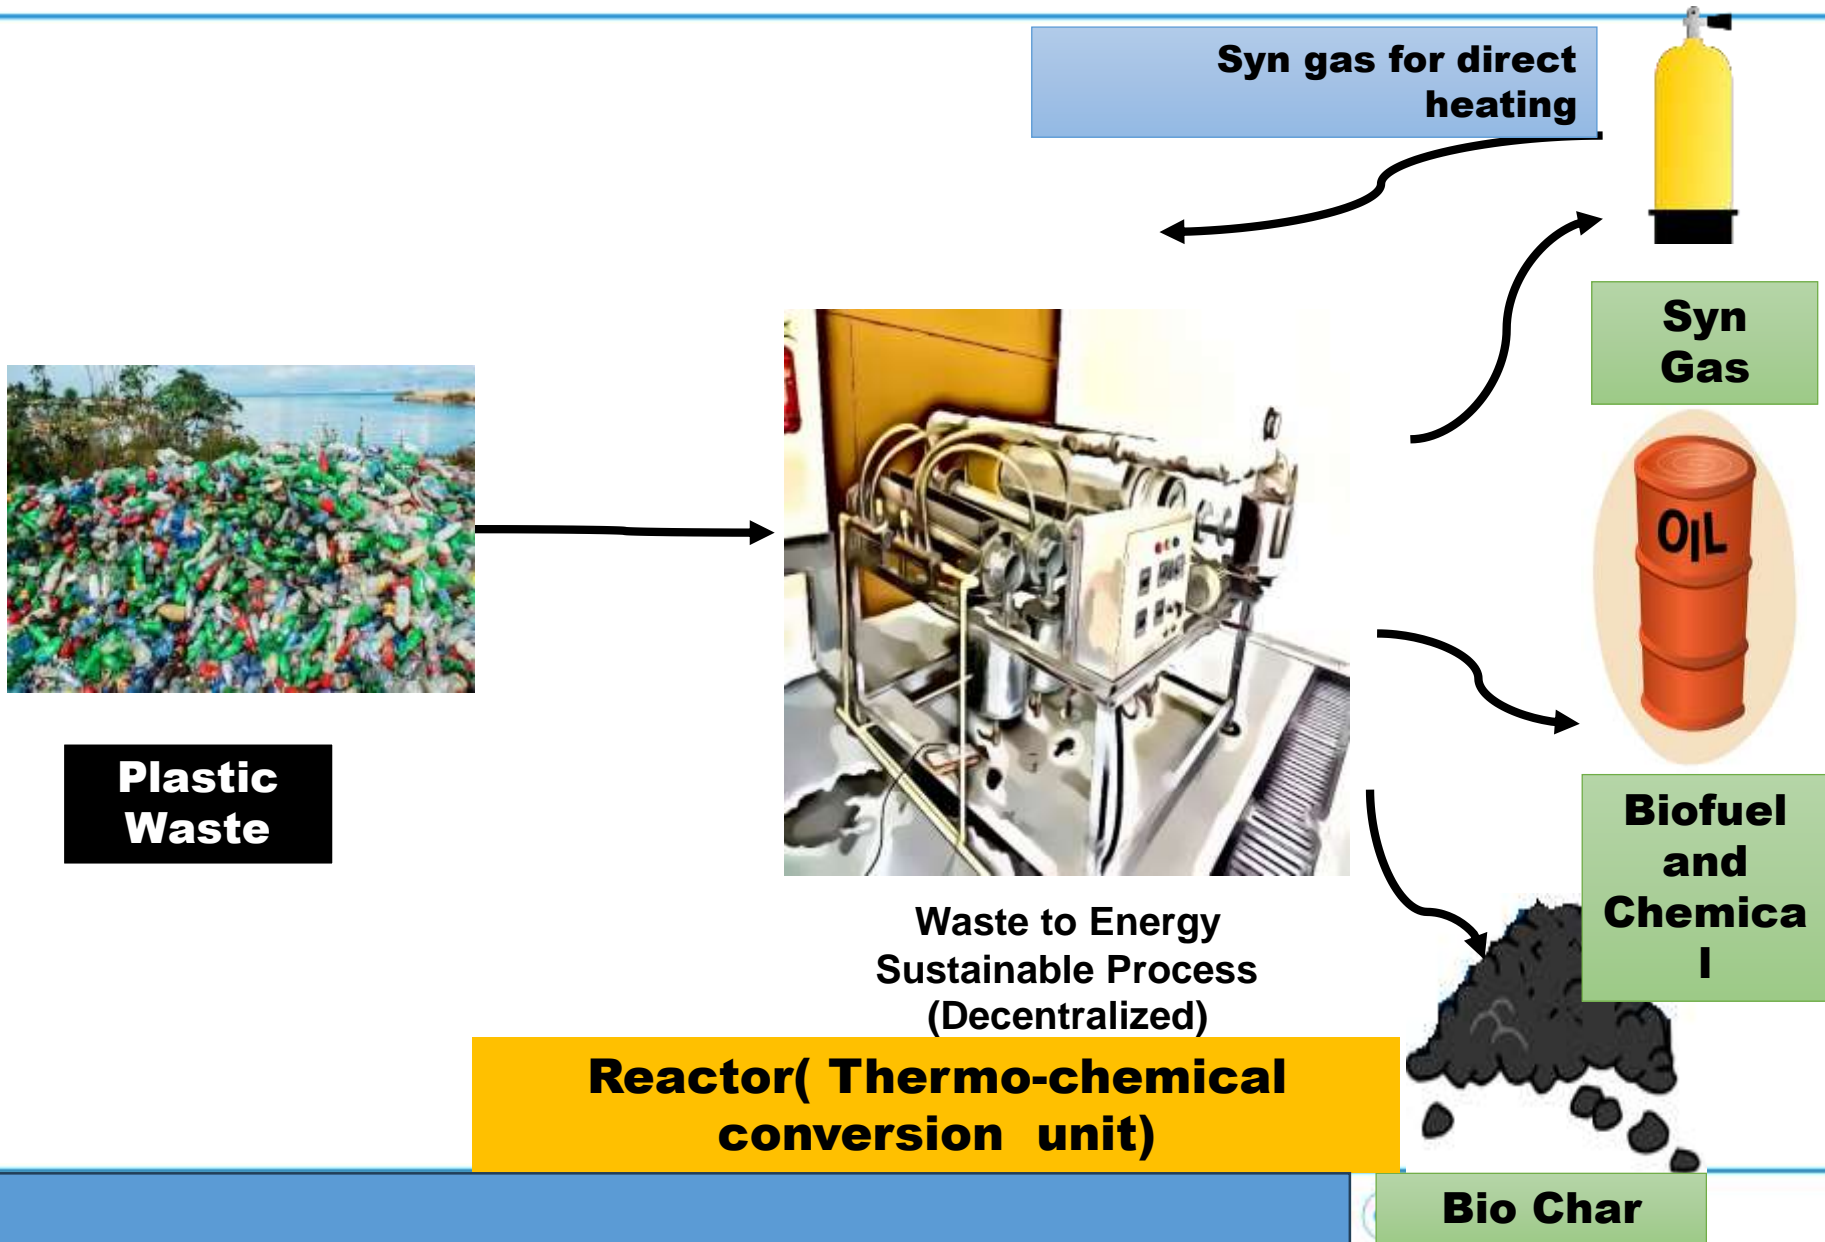 Syn gas for direct
heating
Syn
Gas
OIL
Plastic
Waste
Biofuel
and
Chemica
l
Waste to Energy
Sustainable Process
(Decentralized)
Reactor( Thermo-chemical
conversion unit)
Bio Char